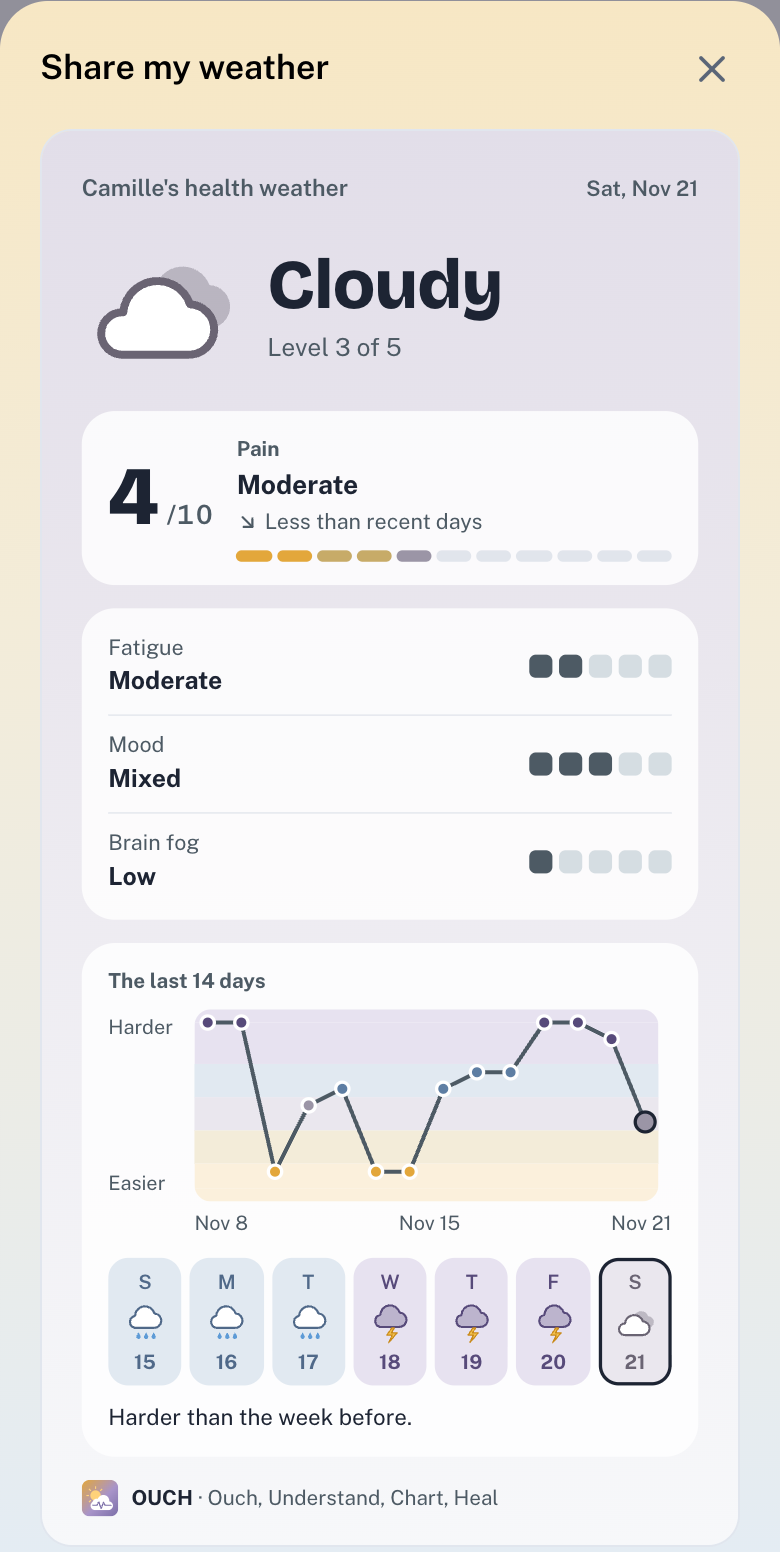 Share my weather
Camille's health weather
Sat, Nov 21
Cloudy
Level 3 of 5
4 /10
Pain
Moderate
↘ Less than recent days
Fatigue
Moderate
Mood
Mixed
Brain fog
Low
The last 14 days
Harder
Easier
Nov 8 Nov 15 Nov 21
S M T W T F S
15 16 17 18 19 20 21
Harder than the week before.
OUCH · Ouch, Understand, Chart, Heal